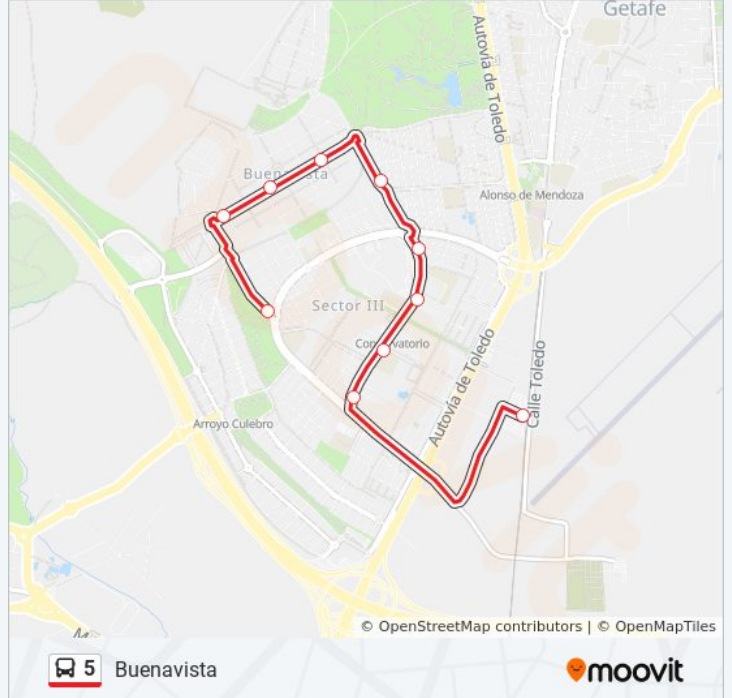 Getafe
Autovía de Toledo
Buenavista
Alonso de Mendoza
Sector III
Conservatorio
Autovía de Toledo
Calle Toledo
Arroyo Culebro
© OpenStreetMap contributors | © OpenMapTiles
5 Buenavista
moovit